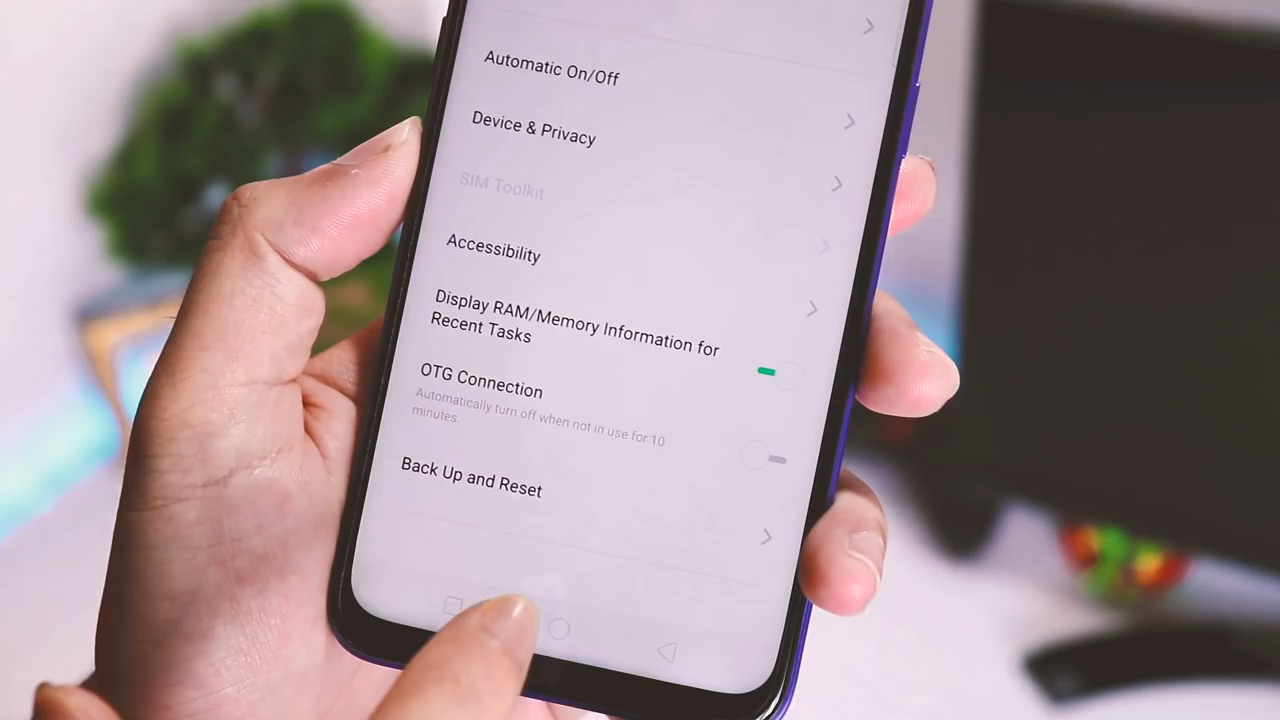 Automatic On/Off
Device & Privacy
SIM Toolkit
Accessibility
Display RAM/Memory Information for
Recent Tasks
OTG Connection
Automatically turn off when not in use for 10
minutes.
Back Up and Reset